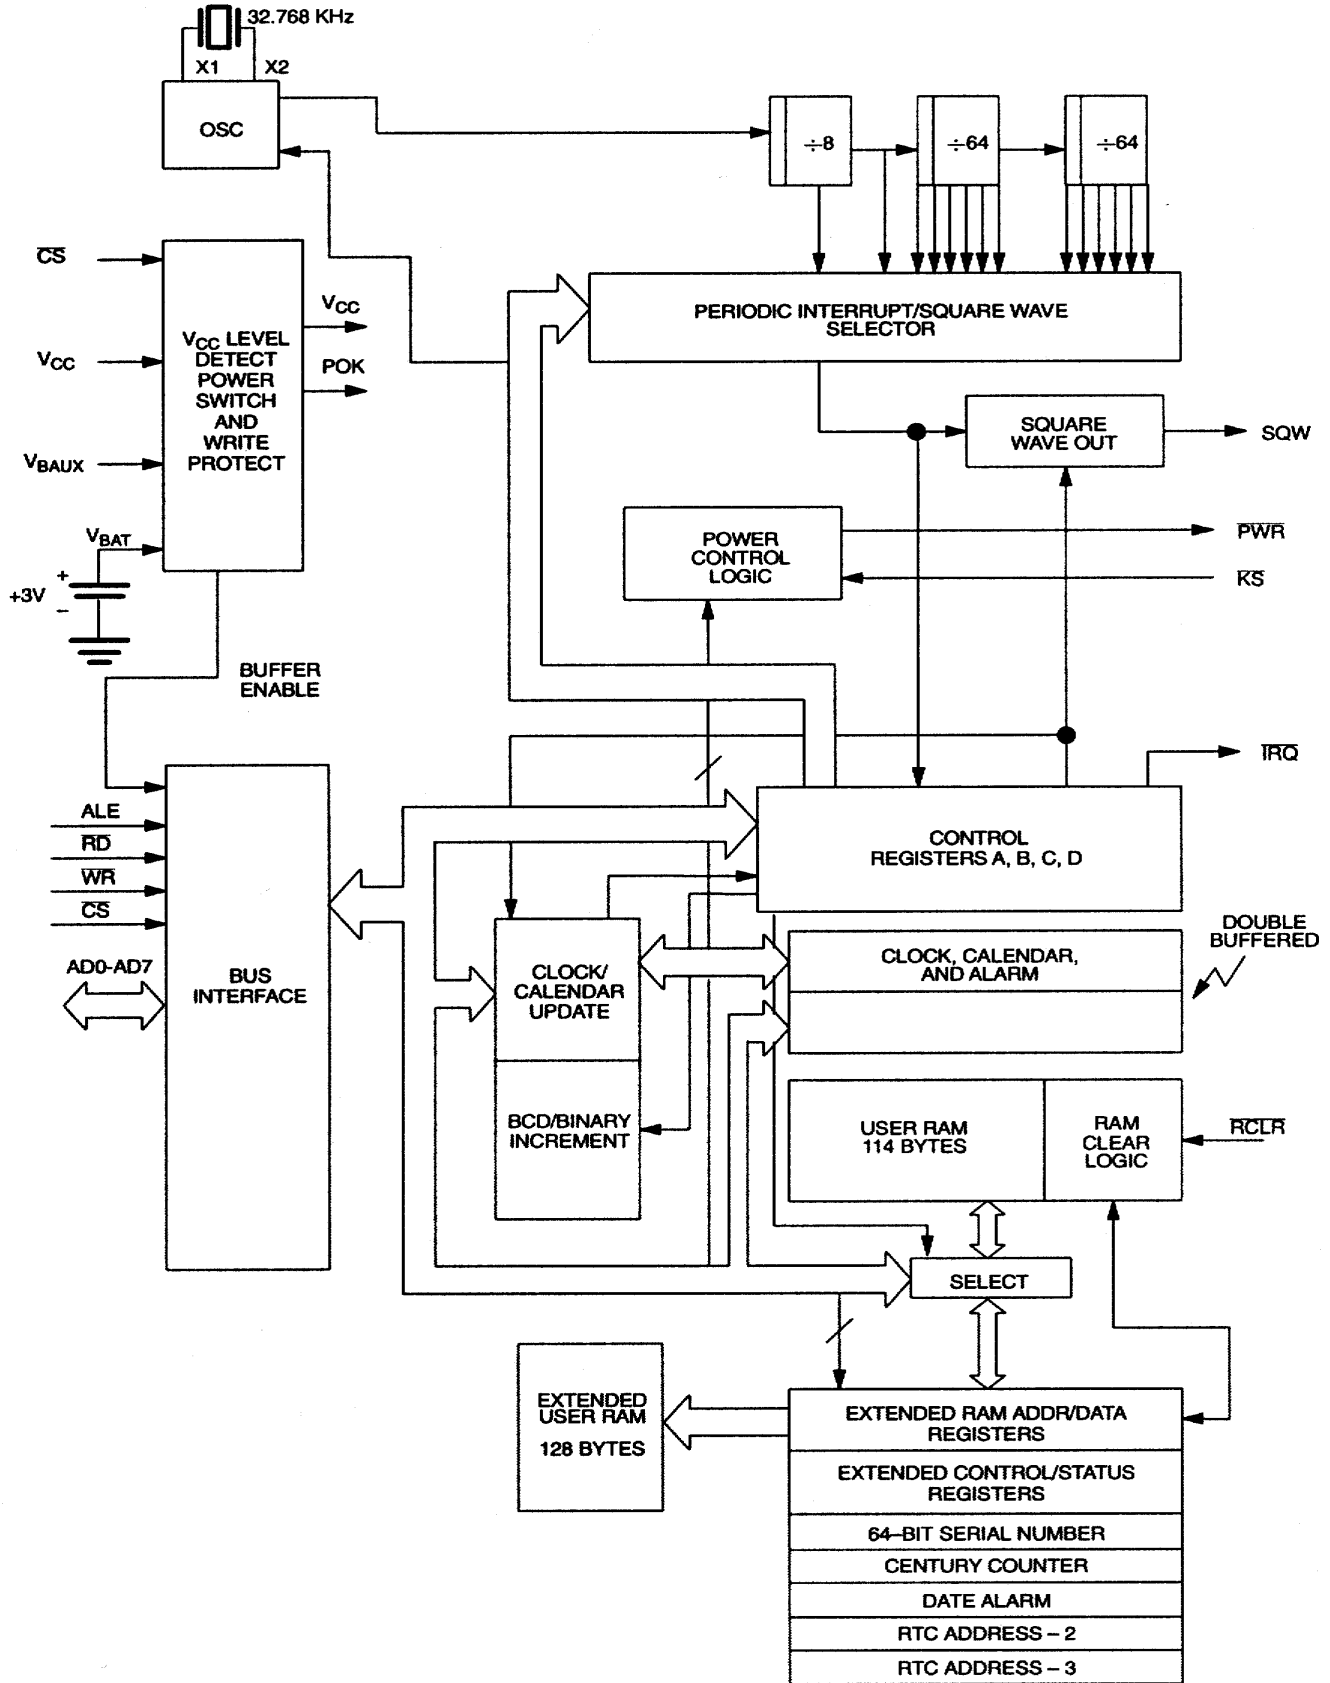 32.768 KHz
X1
X2
OSC
÷8
÷64
÷64
CS
VCC
VBAUX
VBAT
+3V
+
–
VCC LEVEL
DETECT
POWER
SWITCH
AND
WRITE
PROTECT
VCC
POK
PERIODIC INTERRUPT/SQUARE WAVE
SELECTOR
SQUARE
WAVE OUT
SQW
POWER
CONTROL
LOGIC
PWR
KS
BUFFER
ENABLE
IRQ
ALE
RD
WR
CS
AD0-AD7
BUS
INTERFACE
CONTROL
REGISTERS A, B, C, D
CLOCK/
CALENDAR
UPDATE
BCD/BINARY
INCREMENT
CLOCK, CALENDAR,
AND ALARM
DOUBLE
BUFFERED
USER RAM
114 BYTES
RAM
CLEAR
LOGIC
RCLR
SELECT
EXTENDED
USER RAM
128 BYTES
EXTENDED RAM ADDR/DATA
REGISTERS
EXTENDED CONTROL/STATUS
REGISTERS
64–BIT SERIAL NUMBER
CENTURY COUNTER
DATE ALARM
RTC ADDRESS – 2
RTC ADDRESS – 3